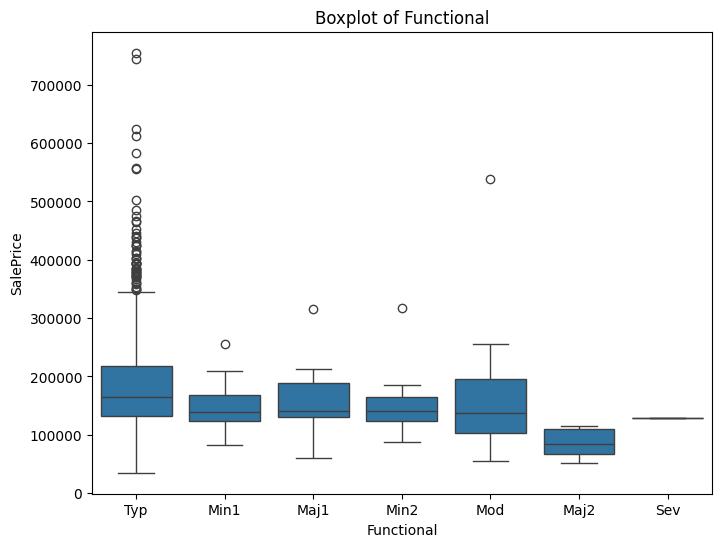 Boxplot of Functional
SalePrice
700000
600000
500000
400000
300000
200000
100000
0
Typ Min1 Maj1 Min2 Mod Maj2 Sev
Functional